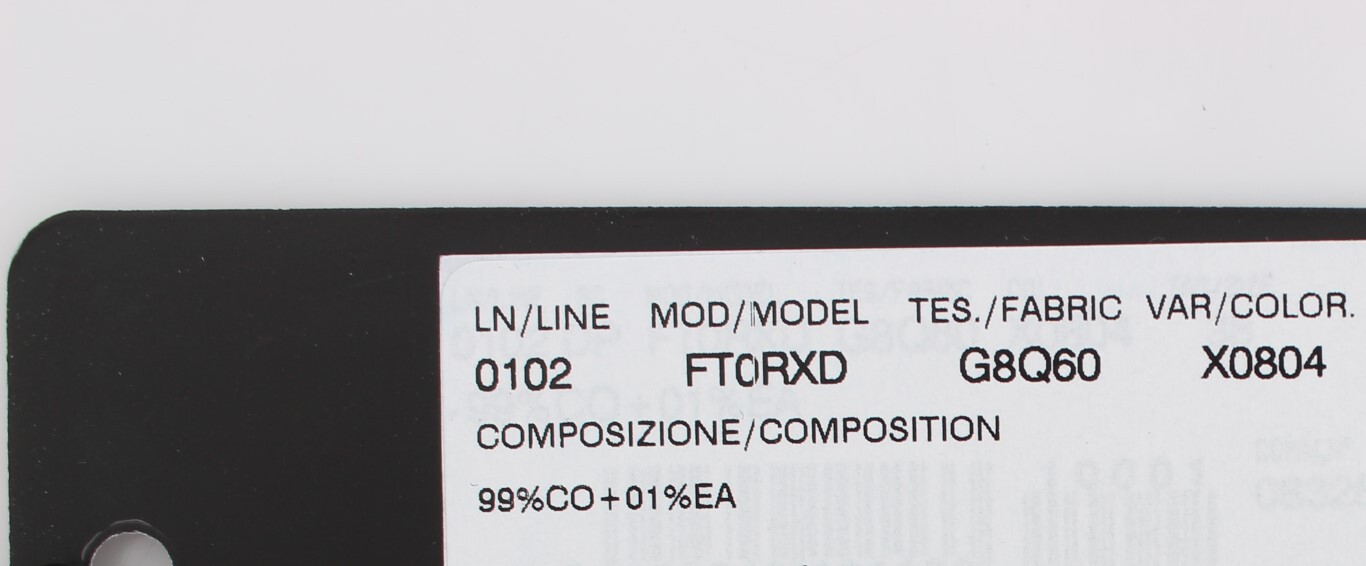 LN/LINE MOD/MODEL TES./FABRIC VAR/COLOR.
0102 FT0RXD G8Q60 X0804
COMPOSIZIONE/COMPOSITION
99%CO+01%EA